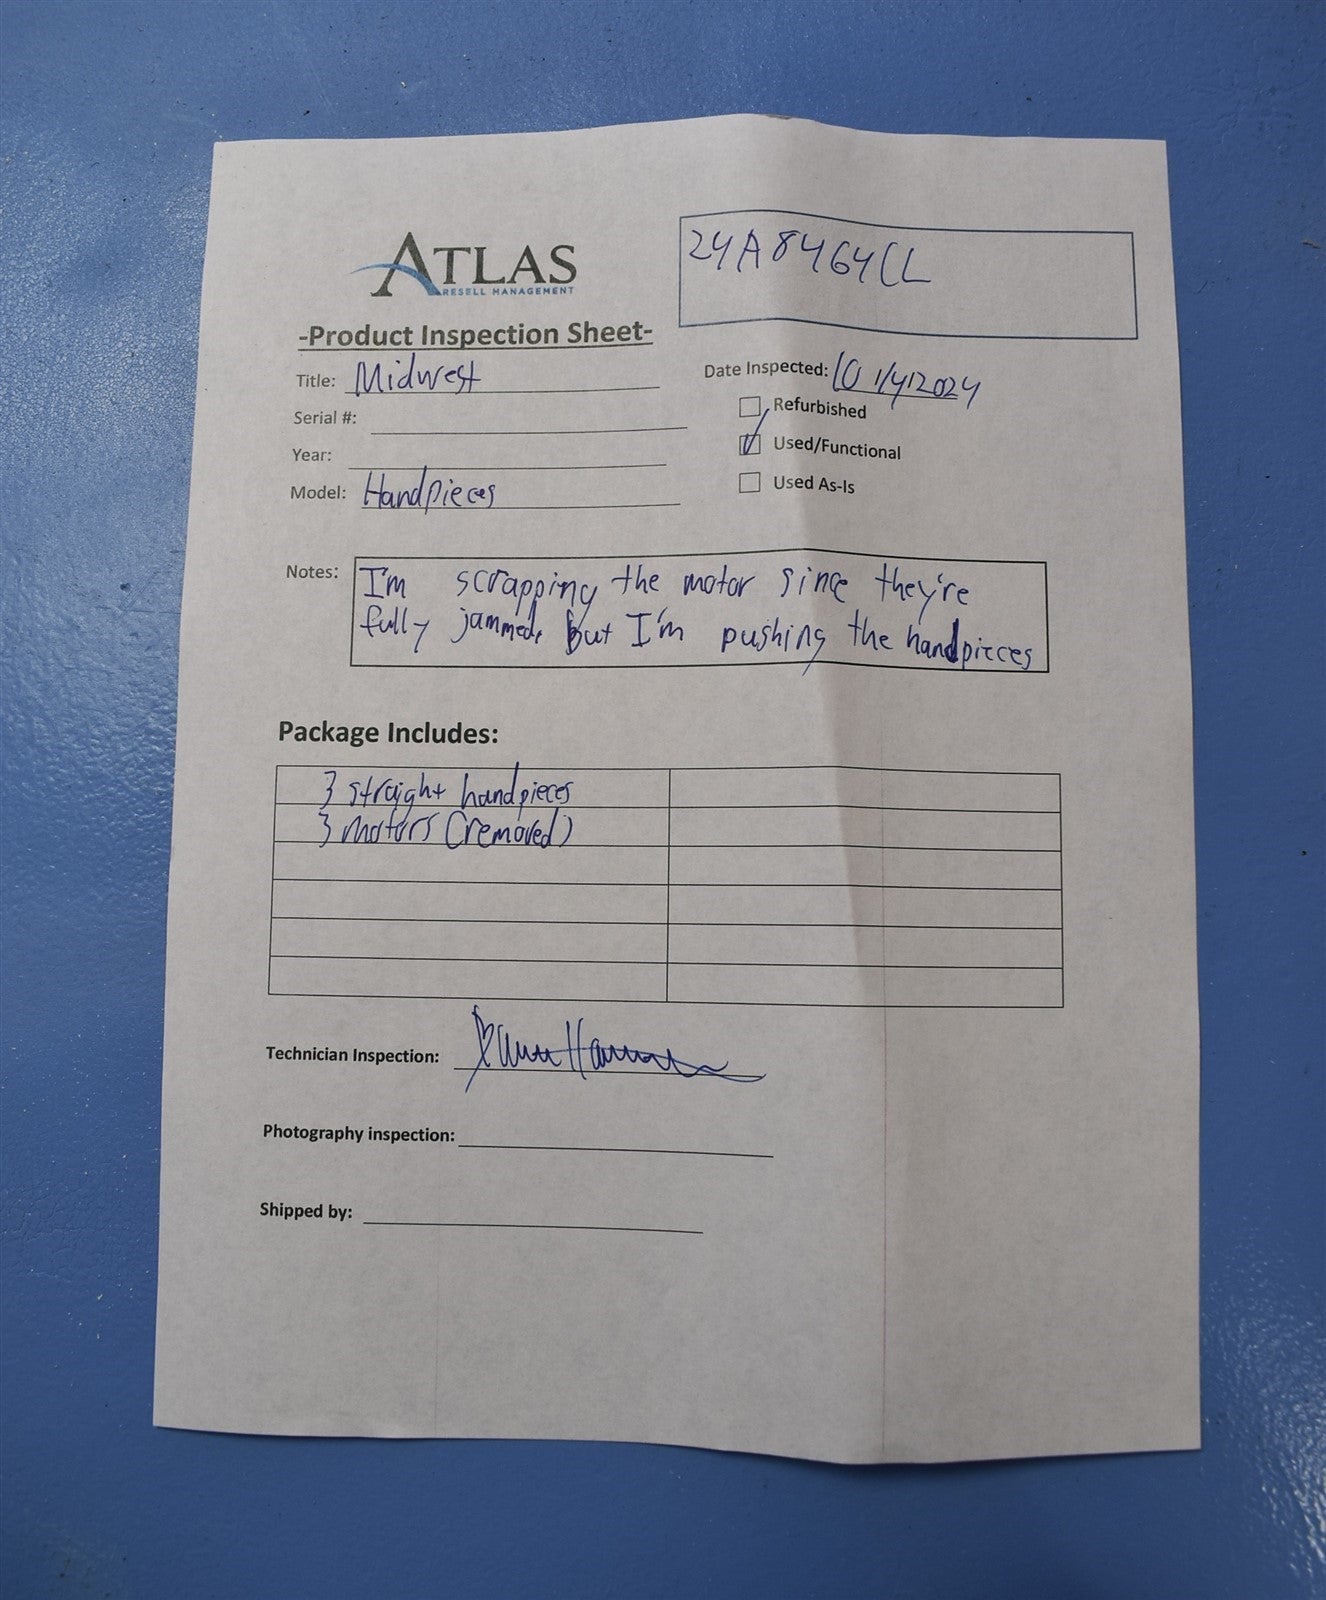 24A8464CL
ATLAS
RESELL MANAGEMENT
-Product Inspection Sheet-
Title: Midwest
Date Inspected: 10/14/2024
Serial #:
Refurbished
Year:
Used/Functional
Model: Handpieces
Used As-Is
Notes: I'm scrapping the motor since they're
fully jammed, but I'm pushing the handpieces
Package Includes:
3 straight handpieces
3 motors (removed)
Technician Inspection:
Photography inspection:
Shipped by: